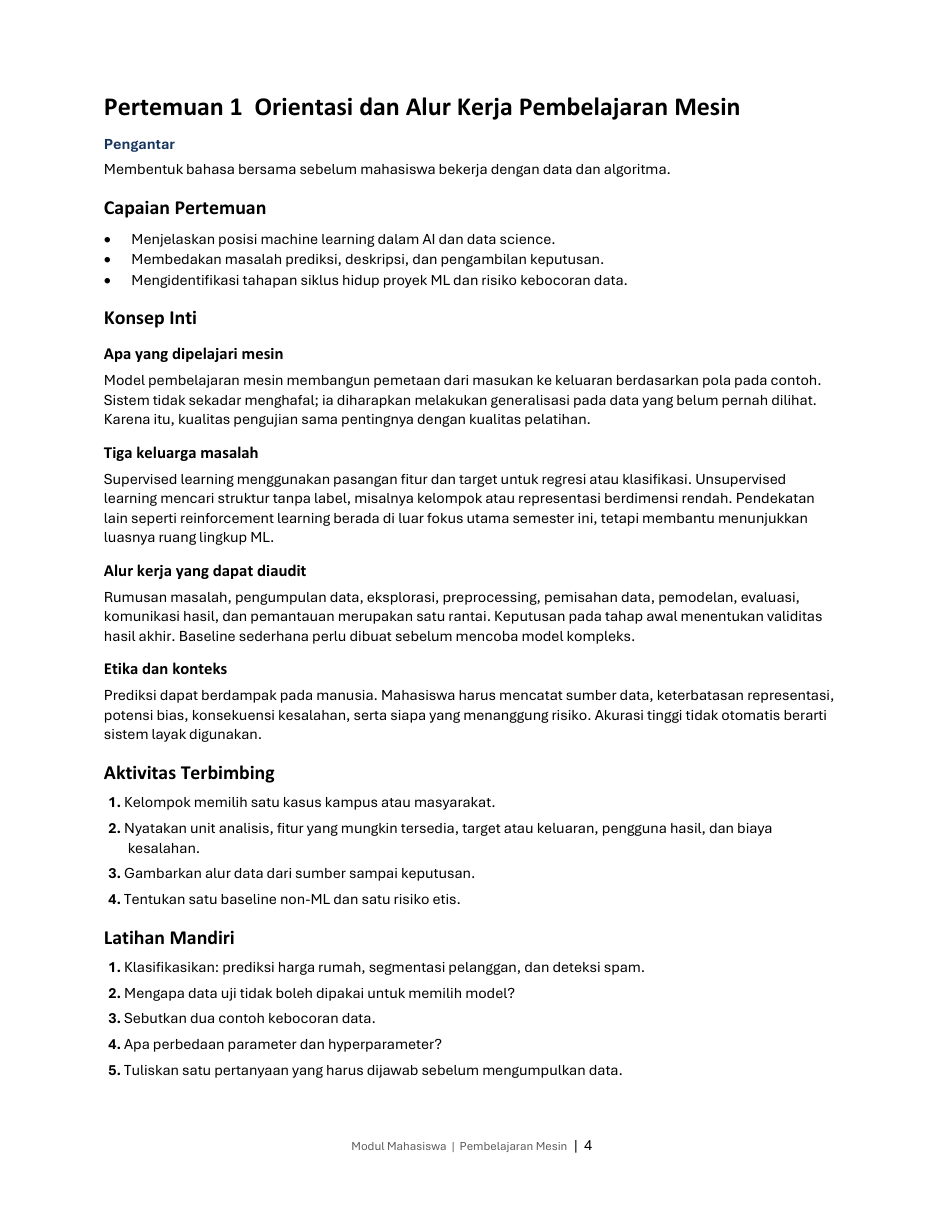 Pertemuan 1  Orientasi dan Alur Kerja Pembelajaran Mesin
Pengantar
Membentuk bahasa bersama sebelum mahasiswa bekerja dengan data dan algoritma.
Capaian Pertemuan
• Menjelaskan posisi machine learning dalam AI dan data science.
• Membedakan masalah prediksi, deskripsi, dan pengambilan keputusan.
• Mengidentifikasi tahapan siklus hidup proyek ML dan risiko kebocoran data.
Konsep Inti
Apa yang dipelajari mesin
Model pembelajaran mesin membangun pemetaan dari masukan ke keluaran berdasarkan pola pada contoh.
Sistem tidak sekadar menghafal; ia diharapkan melakukan generalisasi pada data yang belum pernah dilihat.
Karena itu, kualitas pengujian sama pentingnya dengan kualitas pelatihan.
Tiga keluarga masalah
Supervised learning menggunakan pasangan fitur dan target untuk regresi atau klasifikasi. Unsupervised
learning mencari struktur tanpa label, misalnya kelompok atau representasi berdimensi rendah. Pendekatan
lain seperti reinforcement learning berada di luar fokus utama semester ini, tetapi membantu menunjukkan
luasnya ruang lingkup ML.
Alur kerja yang dapat diaudit
Rumusan masalah, pengumpulan data, eksplorasi, preprocessing, pemisahan data, pemodelan, evaluasi,
komunikasi hasil, dan pemantauan merupakan satu rantai. Keputusan pada tahap awal menentukan validitas
hasil akhir. Baseline sederhana perlu dibuat sebelum mencoba model kompleks.
Etika dan konteks
Prediksi dapat berdampak pada manusia. Mahasiswa harus mencatat sumber data, keterbatasan representasi,
potensi bias, konsekuensi kesalahan, serta siapa yang menanggung risiko. Akurasi tinggi tidak otomatis berarti
sistem layak digunakan.
Aktivitas Terbimbing
1. Kelompok memilih satu kasus kampus atau masyarakat.
2. Nyatakan unit analisis, fitur yang mungkin tersedia, target atau keluaran, pengguna hasil, dan biaya
kesalahan.
3. Gambarkan alur data dari sumber sampai keputusan.
4. Tentukan satu baseline non-ML dan satu risiko etis.
Latihan Mandiri
1. Klasifikasikan: prediksi harga rumah, segmentasi pelanggan, dan deteksi spam.
2. Mengapa data uji tidak boleh dipakai untuk memilih model?
3. Sebutkan dua contoh kebocoran data.
4. Apa perbedaan parameter dan hyperparameter?
5. Tuliskan satu pertanyaan yang harus dijawab sebelum mengumpulkan data.
Modul Mahasiswa | Pembelajaran Mesin | 4